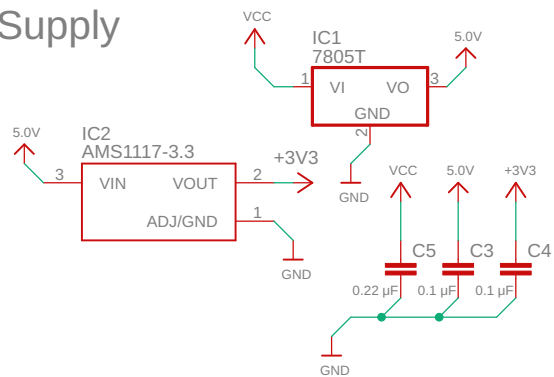 Supply
VCC
IC1
7805T
5.0V
1
VI
VO
3
GND
2
GND
5.0V
IC2
AMS1117-3.3
3
VIN
VOUT
2
+3V3
ADJ/GND
1
GND
VCC
5.0V
+3V3
C5
C3
C4
0.22 µF
0.1 µF
0.1 µF
GND